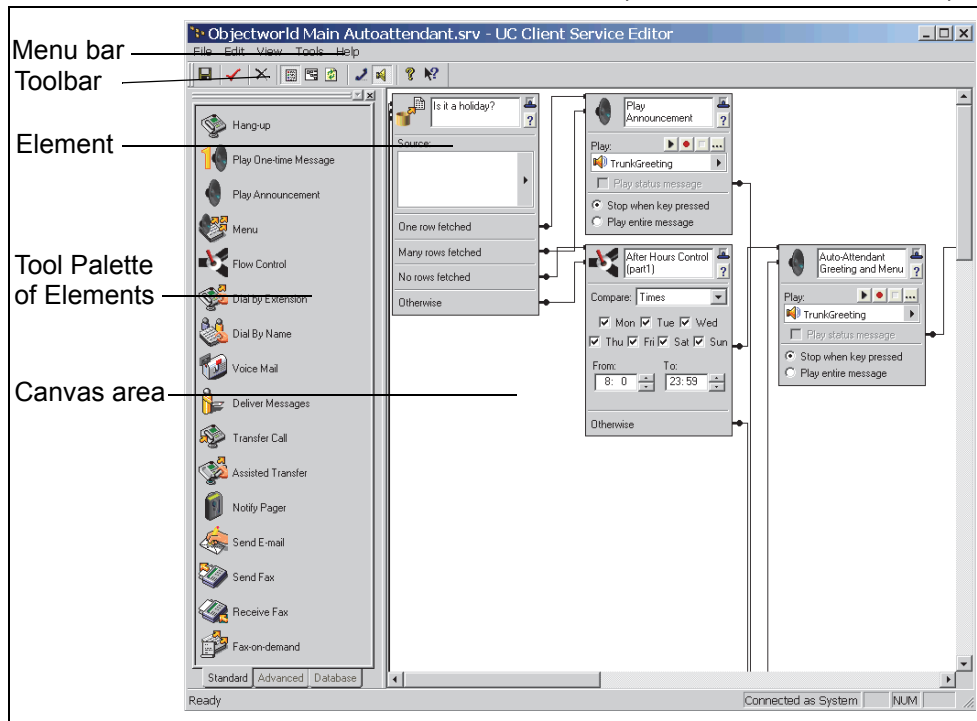 Objectworld Main Autoattendant.srv - UC Client Service Editor
Menu bar
File Edit View Tools Help
Toolbar
Element
Tool Palette
of Elements
Canvas area
Hang-up
Play One-time Message
Play Announcement
Menu
Flow Control
Dial by Extension
Dial By Name
Voice Mail
Deliver Messages
Transfer Call
Assisted Transfer
Notify Pager
Send E-mail
Send Fax
Receive Fax
Fax-on-demand
Standard Advanced Database
Is it a holiday?
Source:
One row fetched
Many rows fetched
No rows fetched
Otherwise
Play
Announcement
Play:
TrunkGreeting
Play status message
Stop when key pressed
Play entire message
After Hours Control
(part1)
Compare: Times
Mon Tue Wed
Thu Fri Sat Sun
From: To:
8: 0 23:59
Otherwise
Auto-Attendant
Greeting and Menu
Play:
TrunkGreeting
Play status message
Stop when key pressed
Play entire message
Ready
Connected as System NUM